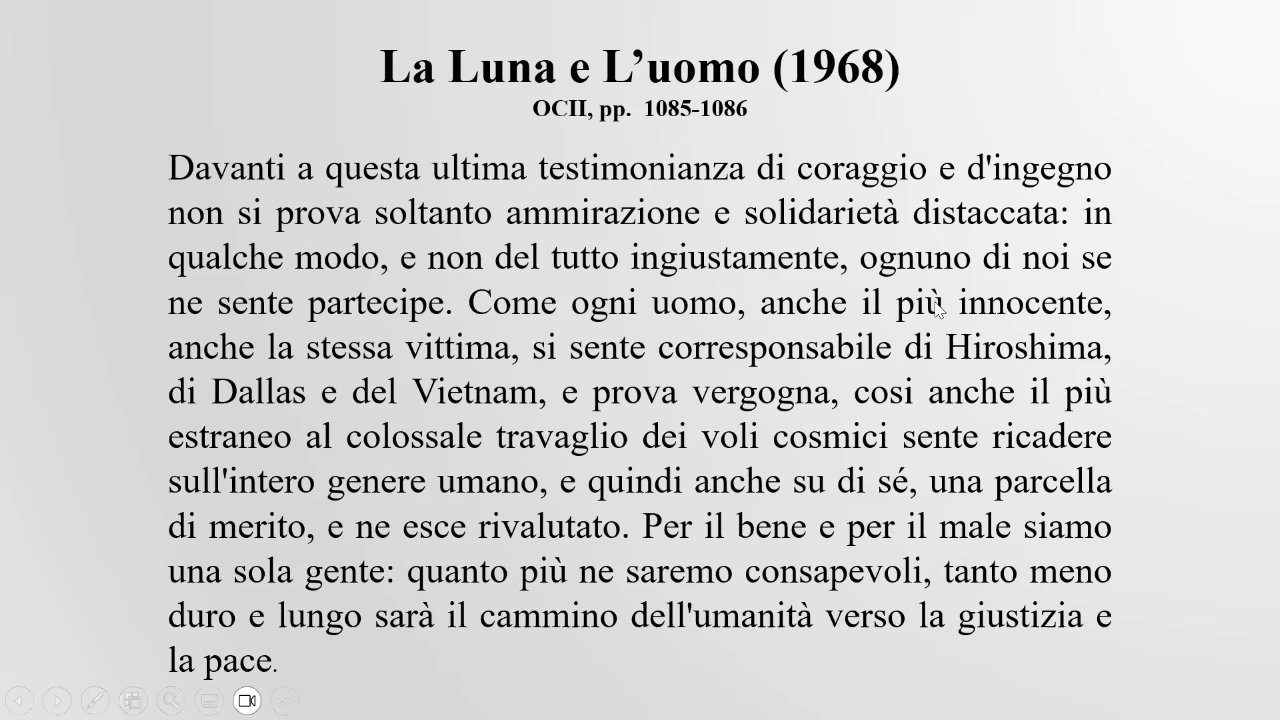 La Luna e L’uomo (1968)
OCII, pp. 1085-1086
Davanti a questa ultima testimonianza di coraggio e d'ingegno
non si prova soltanto ammirazione e solidarietà distaccata: in
qualche modo, e non del tutto ingiustamente, ognuno di noi se
ne sente partecipe. Come ogni uomo, anche il più innocente,
anche la stessa vittima, si sente corresponsabile di Hiroshima,
di Dallas e del Vietnam, e prova vergogna, cosi anche il più
estraneo al colossale travaglio dei voli cosmici sente ricadere
sull'intero genere umano, e quindi anche su di sé, una parcella
di merito, e ne esce rivalutato. Per il bene e per il male siamo
una sola gente: quanto più ne saremo consapevoli, tanto meno
duro e lungo sarà il cammino dell'umanità verso la giustizia e
la pace.